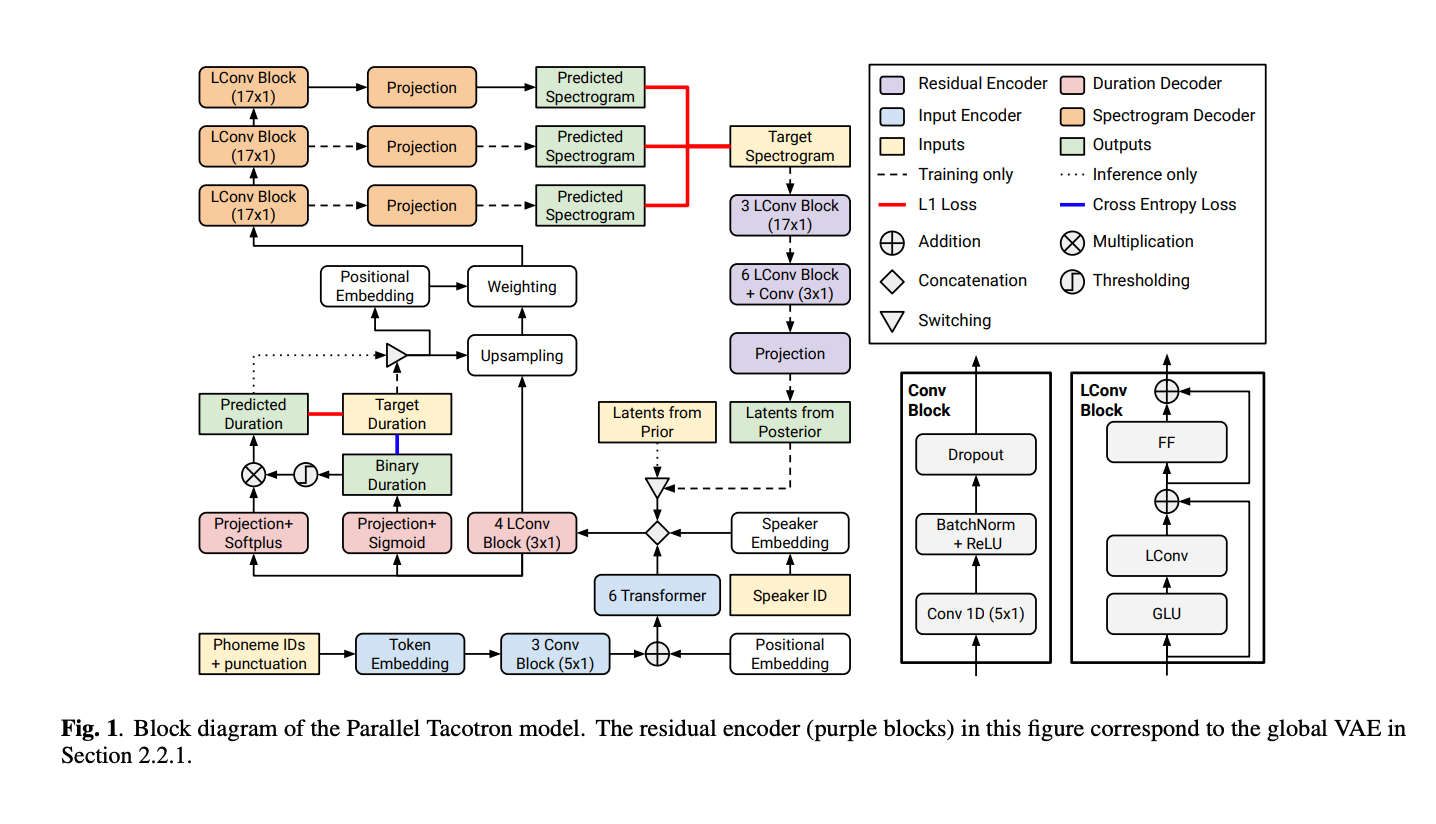 LConv Block
(17x1)
Projection
Predicted
Spectrogram
LConv Block
(17x1)
Projection
Predicted
Spectrogram
LConv Block
(17x1)
Projection
Predicted
Spectrogram
Target
Spectrogram
3 LConv Block
(17x1)
6 LConv Block
+ Conv (3x1)
Projection
Latents from
Prior
Latents from
Posterior
Positional
Embedding
Weighting
Upsampling
Predicted
Duration
Target
Duration
Binary
Duration
Projection+
Softplus
Projection+
Sigmoid
4 LConv
Block (3x1)
Speaker
Embedding
6 Transformer
Speaker ID
Phoneme IDs
+ punctuation
Token
Embedding
3 Conv
Block (5x1)
Positional
Embedding
Residual Encoder
Duration Decoder
Input Encoder
Spectrogram Decoder
Inputs
Outputs
Training only
Inference only
L1 Loss
Cross Entropy Loss
Addition
Multiplication
Concatenation
Thresholding
Switching
Conv
Block
Dropout
BatchNorm
+ ReLU
Conv 1D (5x1)
LConv
Block
FF
LConv
GLU
Fig. 1. Block diagram of the Parallel Tacotron model. The residual encoder (purple blocks) in this figure correspond to the global VAE in
Section 2.2.1.